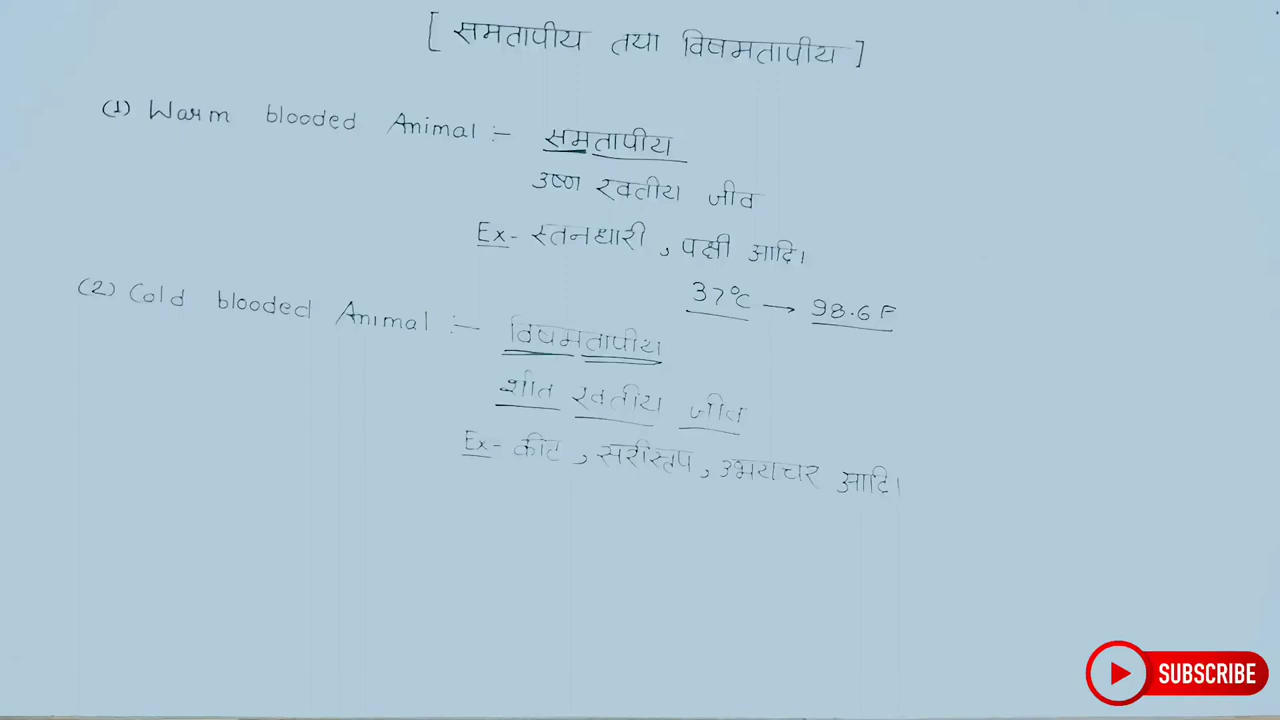 [ समतापीय तथा विषमतापीय ]
(1) Warm blooded Animal :- समतापीय
उष्ण रक्तीय जीव
Ex- स्तनधारी, पक्षी आदि।
37°C → 98.6 F
(2) Cold blooded Animal :- विषमतापीय
शीत रक्तीय जीव
Ex- कीट, सरीसृप, उभयचर आदि।
SUBSCRIBE